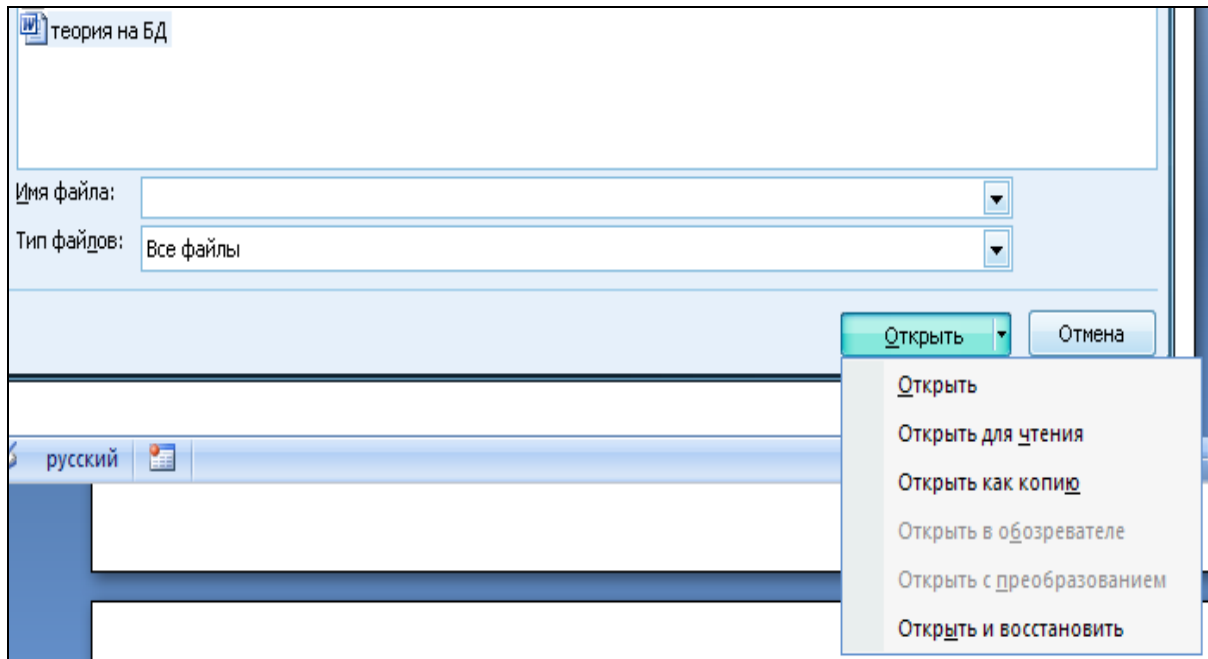 теория на БД
Имя файла:
Тип файлов: Все файлы
Открыть Отмена
Открыть
Открыть для чтения
русский
Открыть как копию
Открыть в обозревателе
Открыть с преобразованием
Открыть и восстановить